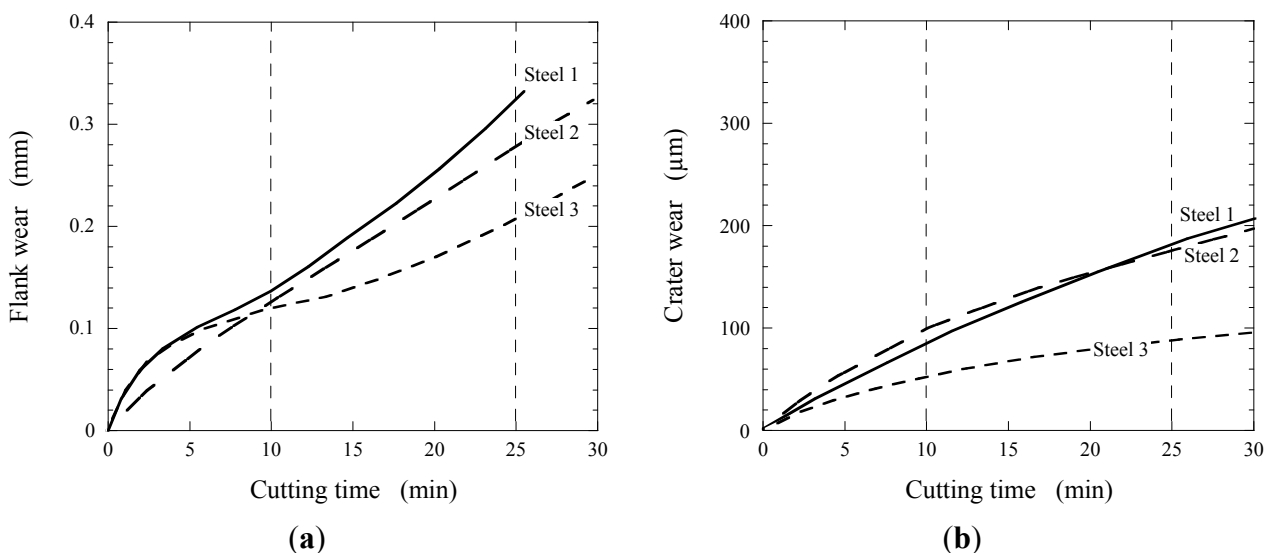 0.4
0.3
0.2
0.1
0
Flank wear (mm)
Steel 1
Steel 2
Steel 3
0 5 10 15 20 25 30
Cutting time (min)
(a)
400
300
200
100
0
Crater wear (µm)
Steel 1
Steel 2
Steel 3
0 5 10 15 20 25 30
Cutting time (min)
(b)